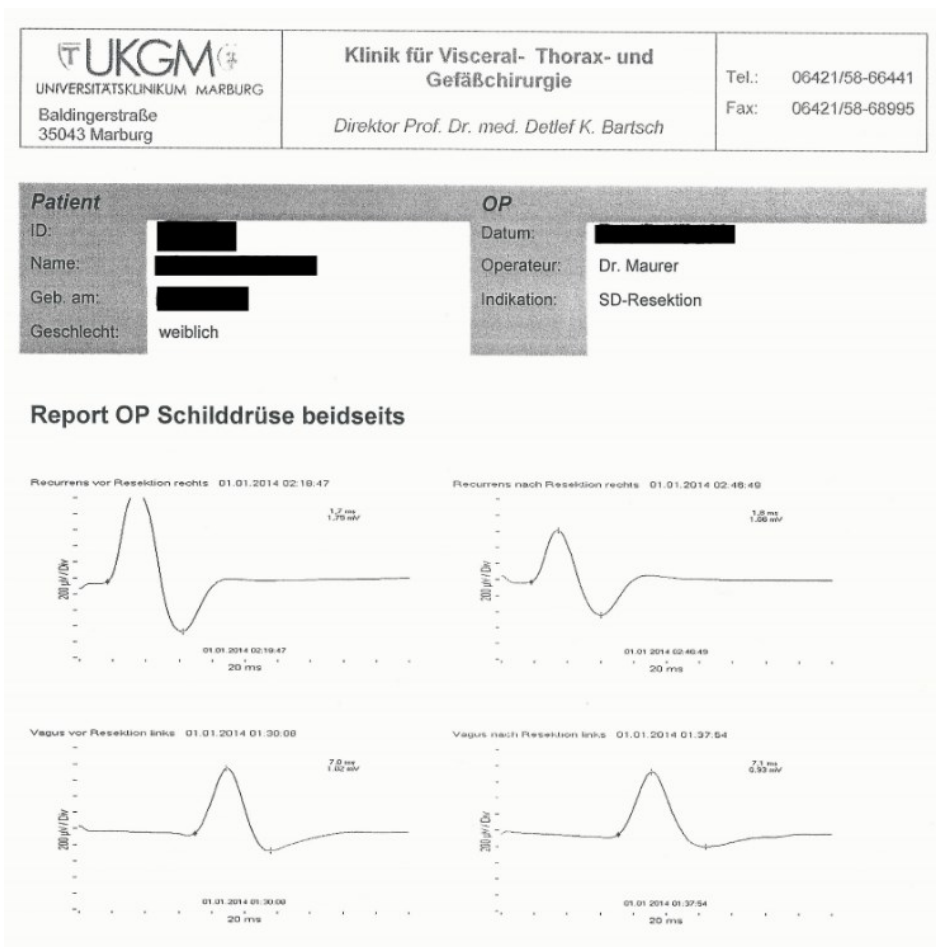 UKGM
UNIVERSITÄTSKLINIKUM MARBURG
Baldingerstraße
35043 Marburg
Klinik für Visceral- Thorax- und
Gefäßchirurgie
Direktor Prof. Dr. med. Detlef K. Bartsch
Tel.: 06421/58-66441
Fax: 06421/58-68995
Patient
ID:
Name:
Geb. am:
Geschlecht: weiblich
OP
Datum:
Operateur: Dr. Maurer
Indikation: SD-Resektion
Report OP Schilddrüse beidseits
Recurrens vor Resektion rechts 01.01.2014 02:18:47
1,7 ms
1.79 mV
200 µV / Div
01.01.2014 02:18:47
20 ms
Recurrens nach Resektion rechts 01.01.2014 02:46:49
1,8 ms
200 µV / Div
01.01.2014 02:46:49
20 ms
Vagus vor Resektion links 01.01.2014 01:30:08
7,0 ms
1.02 mV
200 µV / Div
01.01.2014 01:30:08
20 ms
Vagus nach Resektion links 01.01.2014 01:37:54
7,1 ms
0,93 mV
200 µV / Div
01.01.2014 01:37:54
20 ms